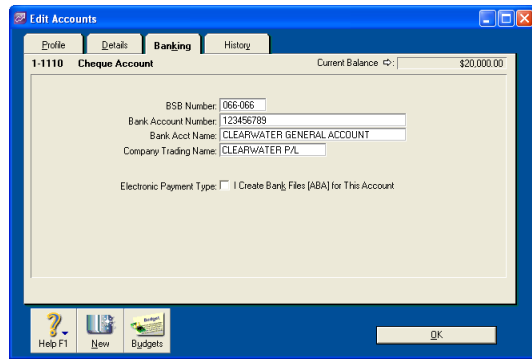 Edit Accounts
Profile Details Banking History
1-1110 Cheque Account Current Balance ⇨: $20,000.00
BSB Number: 066-066
Bank Account Number: 123456789
Bank Acct Name: CLEARWATER GENERAL ACCOUNT
Company Trading Name: CLEARWATER P/L
Electronic Payment Type: I Create Bank Files [ABA] for This Account
Budget
Help F1 New Budgets OK